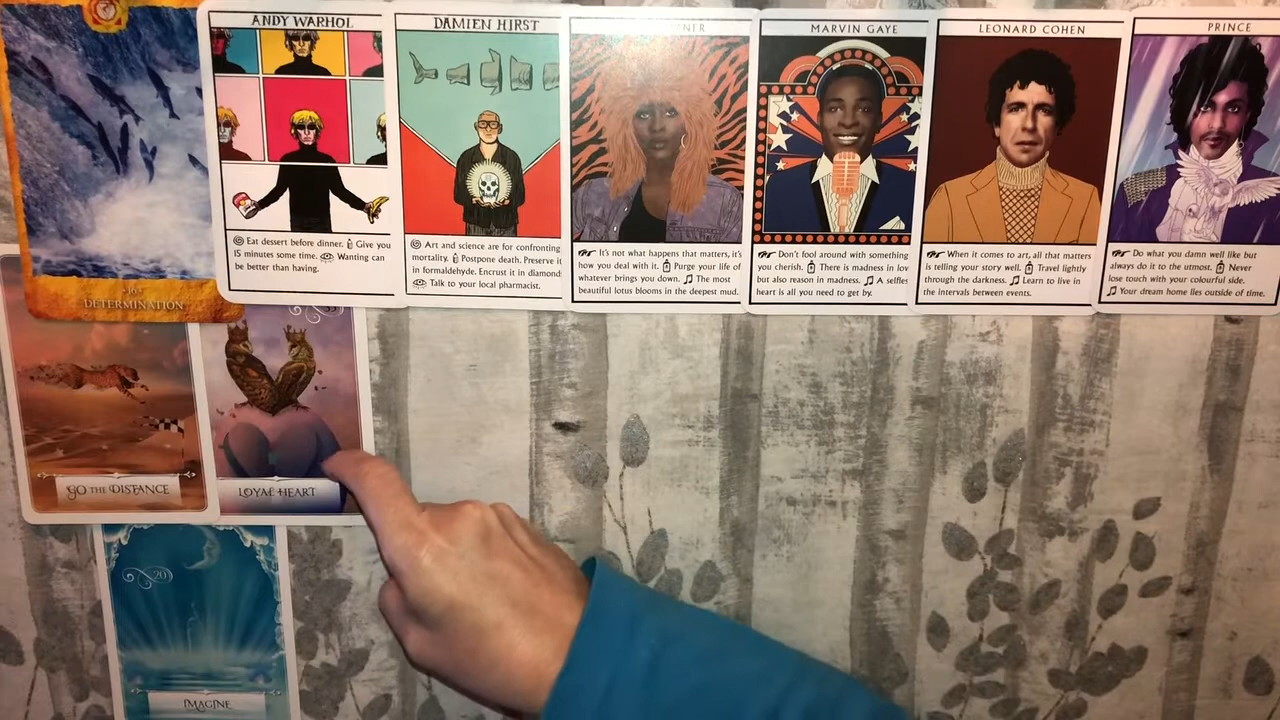 ANDY WARHOL
Eat dessert before dinner. Give you
15 minutes some time. Wanting can
be better than having.
DAMIEN HIRST
Art and science are for confronting
mortality. Postpone death. Preserve it
in formaldehyde. Encrust it in diamond
Talk to your local pharmacist.
It's not what happens that matters, it's
how you deal with it. Purge your life of
whatever brings you down. The most
beautiful lotus blooms in the deepest mud.
MARVIN GAYE
Don't fool around with something
you cherish. There is madness in lov
but also reason in madness. A selfles
heart is all you need to get by.
LEONARD COHEN
When it comes to art, all that matters
is telling your story well. Travel lightly
through the darkness. Learn to live in
the intervals between events.
PRINCE
Do what you damn well like but
always do it to the utmost. Never
lose touch with your colourful side.
Your dream home lies outside of time.
16
DETERMINATION
GO THE DISTANCE
33
LOYAL HEART
20
IMAGINE